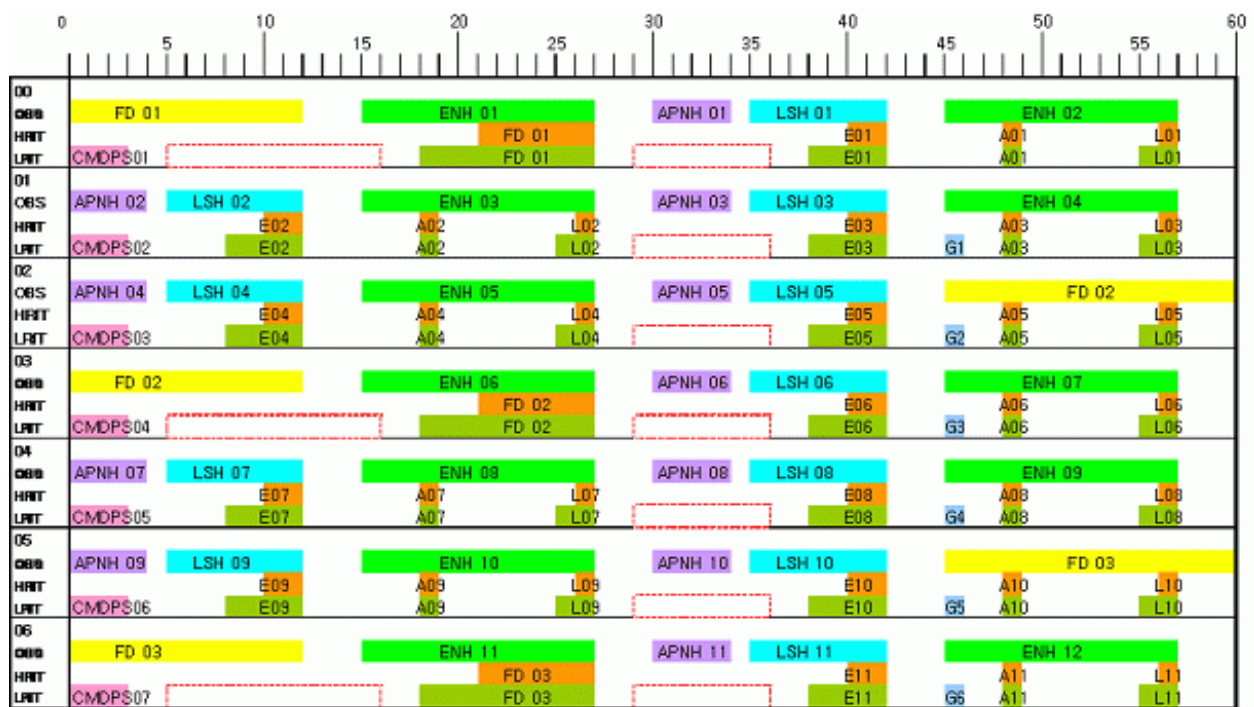 0 10 20 30 40 50 60
5 15 25 35 45 55
00
OBS FD 01 ENH 01 APNH 01 LSH 01 ENH 02
HRIT FD 01 E01 A01 L01
LRIT CMDPS01 FD 01 E01 A01 L01
01
OBS APNH 02 LSH 02 ENH 03 APNH 03 LSH 03 ENH 04
HRIT E02 A02 L02 E03 A03 L03
LRIT CMDPS02 E02 A02 L02 E03 G1 A03 L03
02
OBS APNH 04 LSH 04 ENH 05 APNH 05 LSH 05 FD 02
HRIT E04 A04 L04 E05 A05 L05
LRIT CMDPS03 E04 A04 L04 E05 G2 A05 L05
03
OBS FD 02 ENH 06 APNH 06 LSH 06 ENH 07
HRIT FD 02 E06 A06 L06
LRIT CMDPS04 FD 02 E06 G3 A06 L06
04
OBS APNH 07 LSH 07 ENH 08 APNH 08 LSH 08 ENH 09
HRIT E07 A07 L07 E08 A08 L08
LRIT CMDPS05 E07 A07 L07 E08 G4 A08 L08
05
OBS APNH 09 LSH 09 ENH 10 APNH 10 LSH 10 FD 03
HRIT E09 A09 L09 E10 A10 L10
LRIT CMDPS06 E09 A09 L09 E10 G5 A10 L10
06
OBS FD 03 ENH 11 APNH 11 LSH 11 ENH 12
HRIT FD 03 E11 A11 L11
LRIT CMDPS07 FD 03 E11 G6 A11 L11